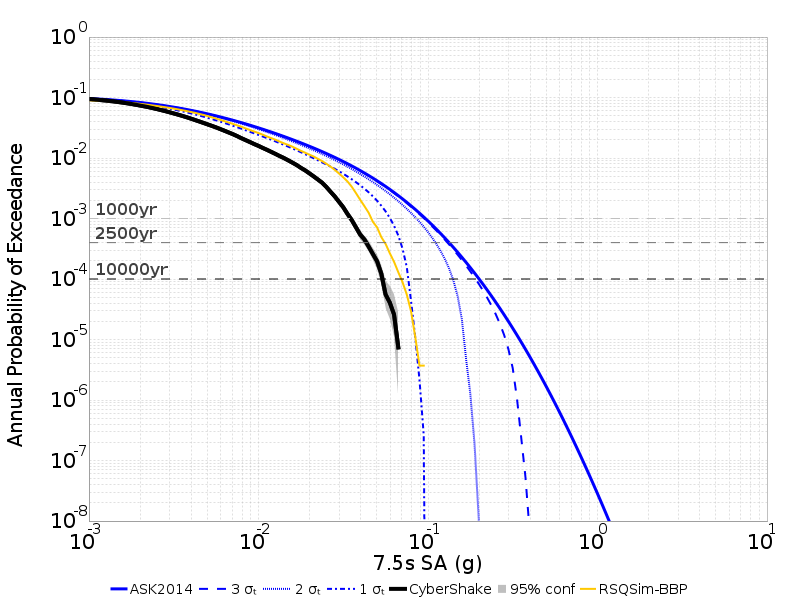 10^0
10^-1
10^-2
10^-3
10^-4
10^-5
10^-6
10^-7
10^-8
Annual Probability of Exceedance
1000yr
2500yr
10000yr
10^-3 10^-2 10^-1 10^0 10^1
7.5s SA (g)
ASK2014 3 σₜ 2 σₜ 1 σₜ CyberShake 95% conf RSQSim-BBP